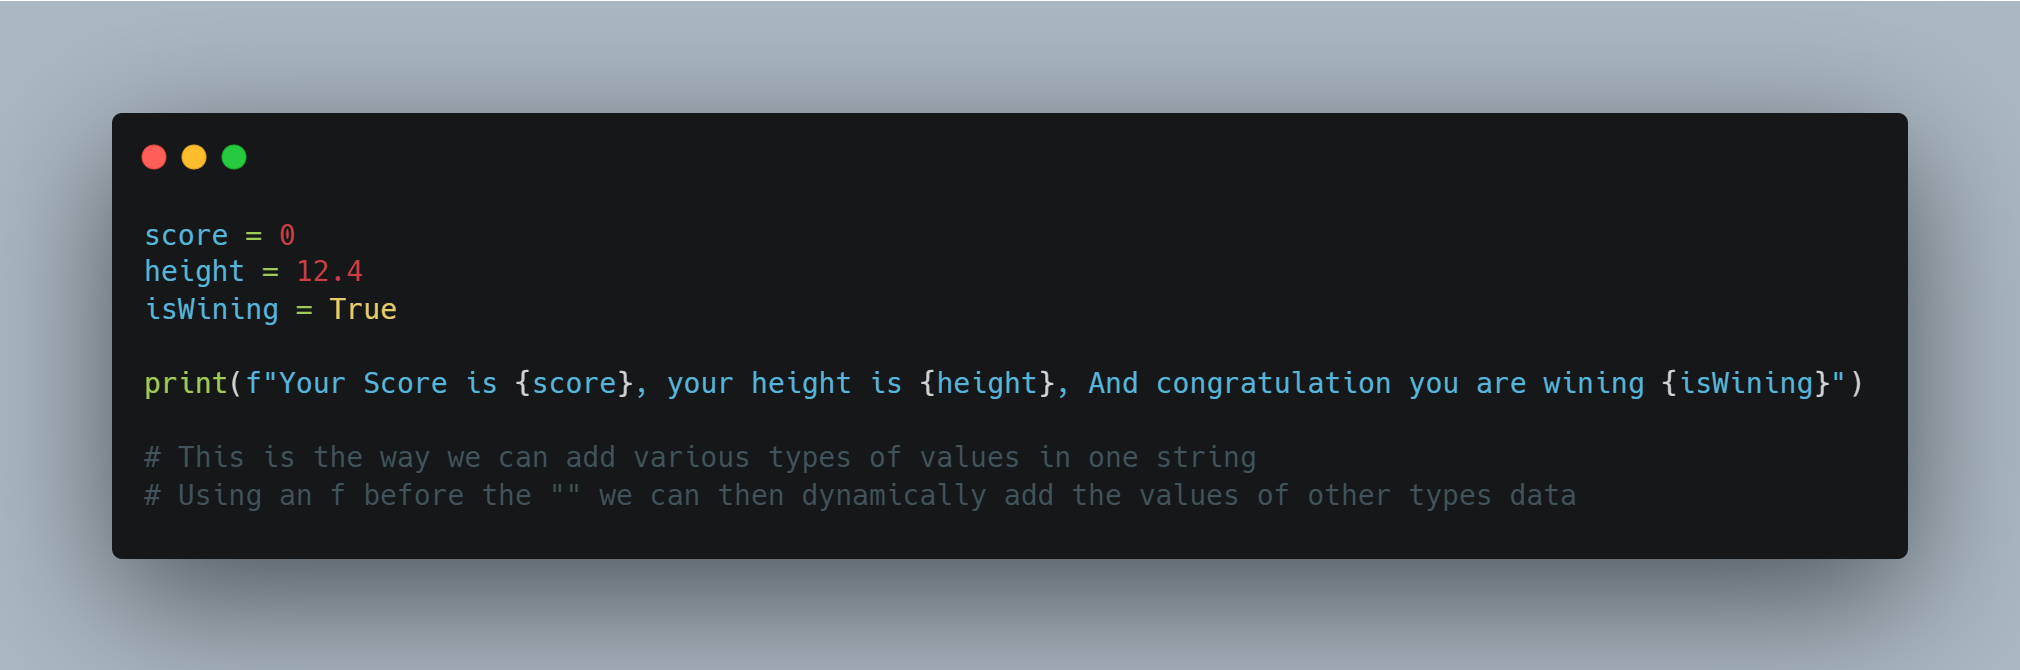 score = 0
height = 12.4
isWining = True
print(f"Your Score is {score}, your height is {height}, And congratulation you are wining {isWining}")
# This is the way we can add various types of values in one string
# Using an f before the "" we can then dynamically add the values of other types data